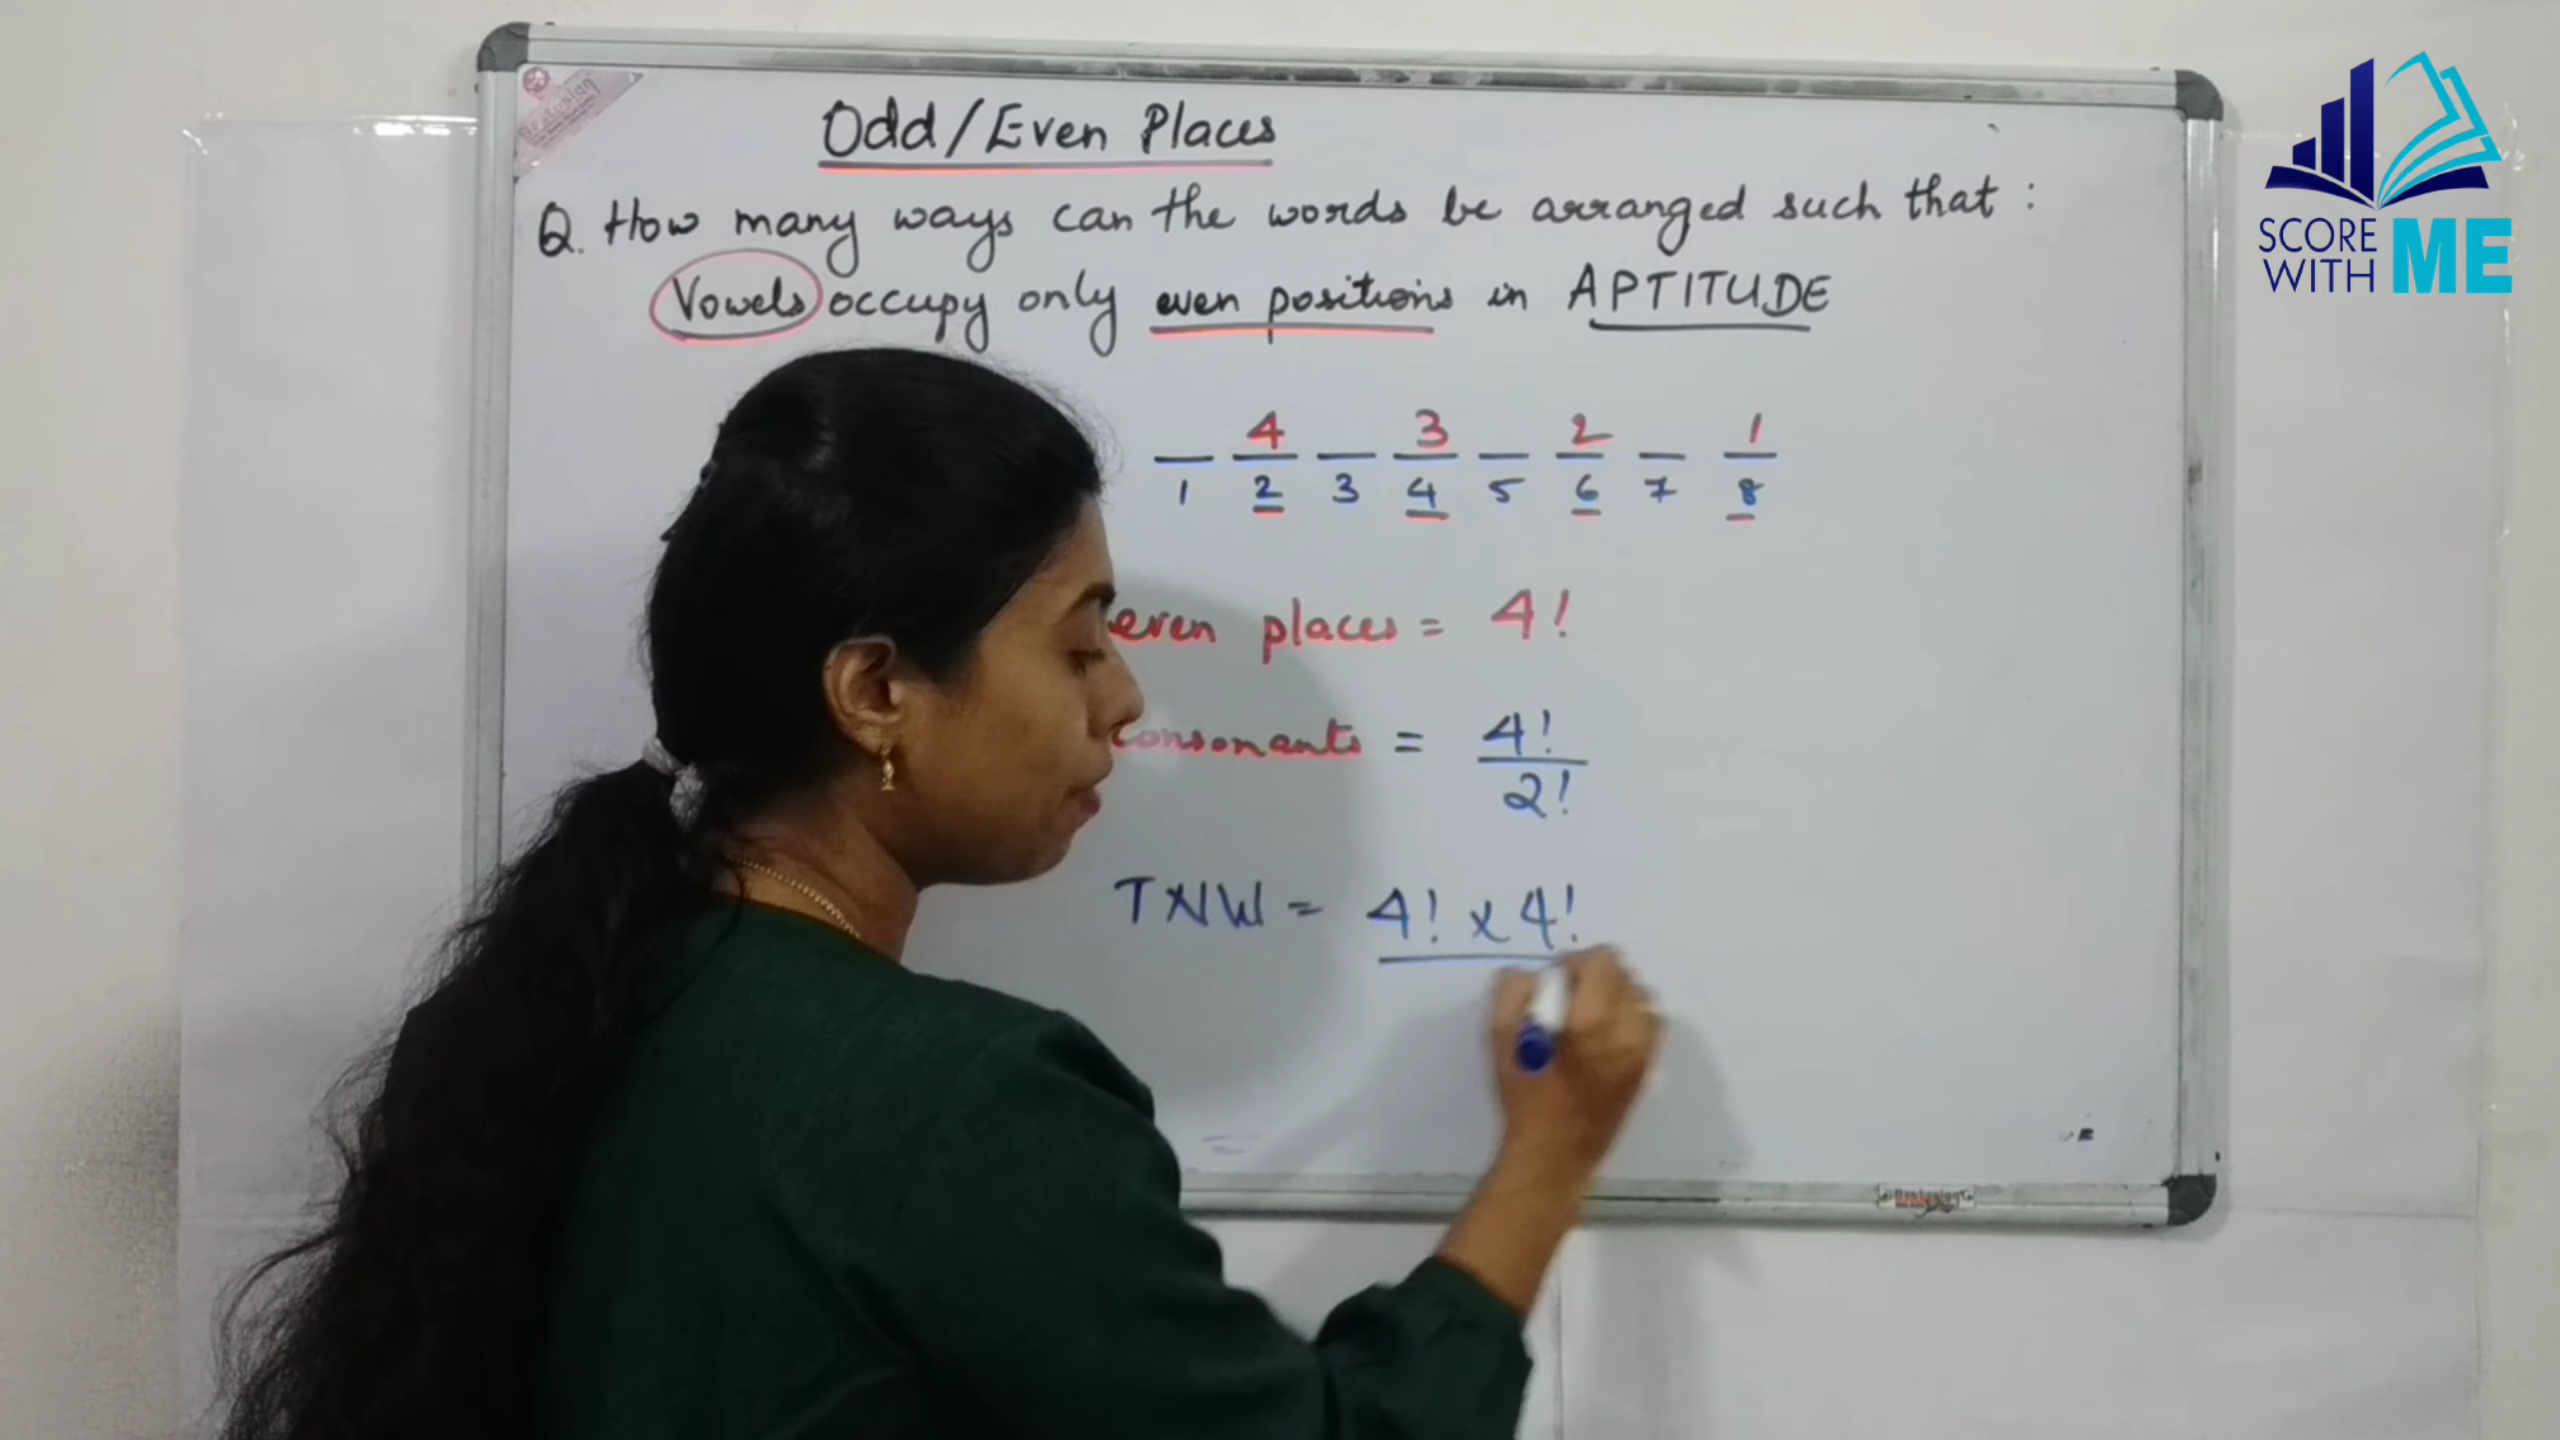 Odd/Even Places
Q. How many ways can the words be arranged such that :
Vowels occupy only even positions in APTITUDE
4 3 2 1
1 2 3 4 5 6 7 8
even places = 4!
consonants = 4!
2!
TNW = 4! x 4!
SCORE
WITH ME